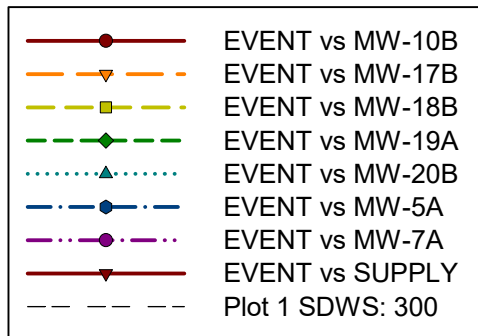 EVENT vs MW-10B
EVENT vs MW-17B
EVENT vs MW-18B
EVENT vs MW-19A
EVENT vs MW-20B
EVENT vs MW-5A
EVENT vs MW-7A
EVENT vs SUPPLY
Plot 1 SDWS: 300